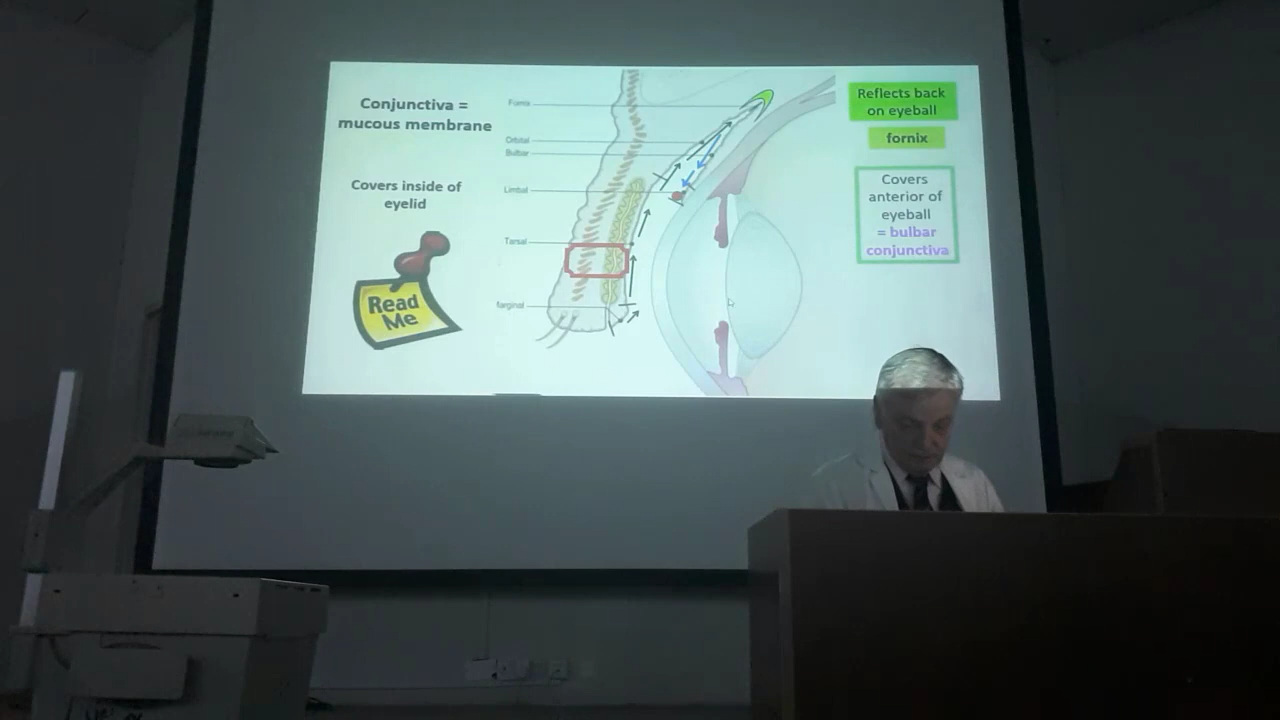 Conjunctiva =
mucous membrane
Covers inside of
eyelid
Read
Me
Fornix
Orbital
Bulbar
Limbal
Tarsal
Marginal
Reflects back
on eyeball
fornix
Covers
anterior of
eyeball
= bulbar
conjunctiva